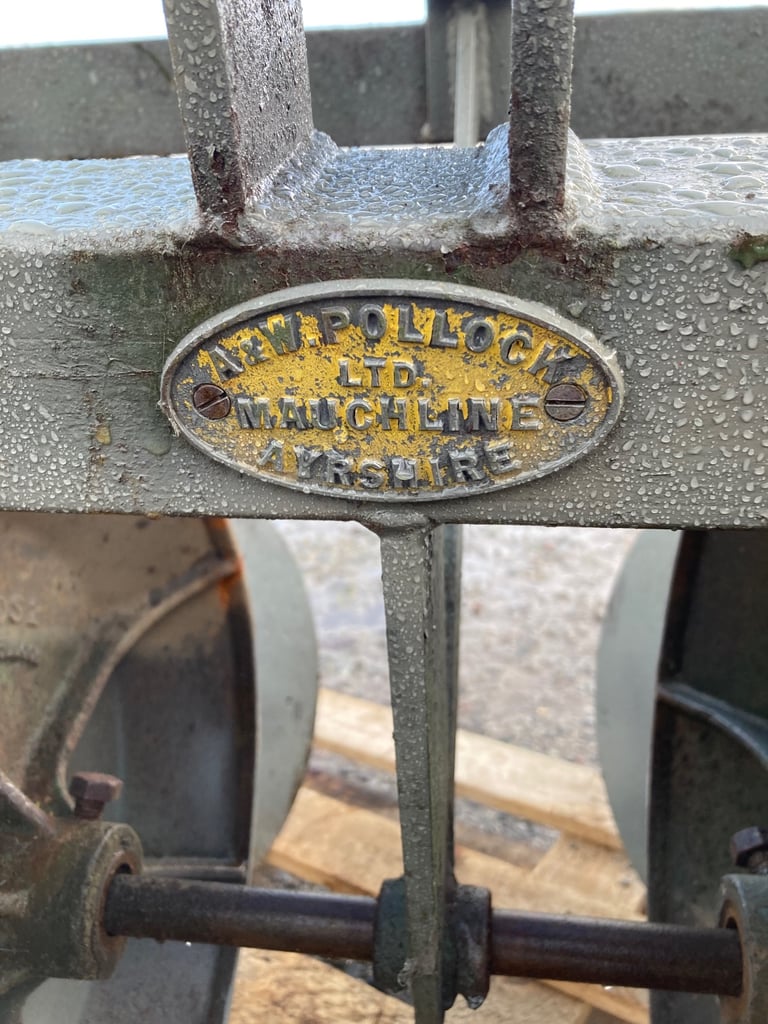 A & W. POLLOCK
LTD.
MAUCHLINE
AYRSHIRE